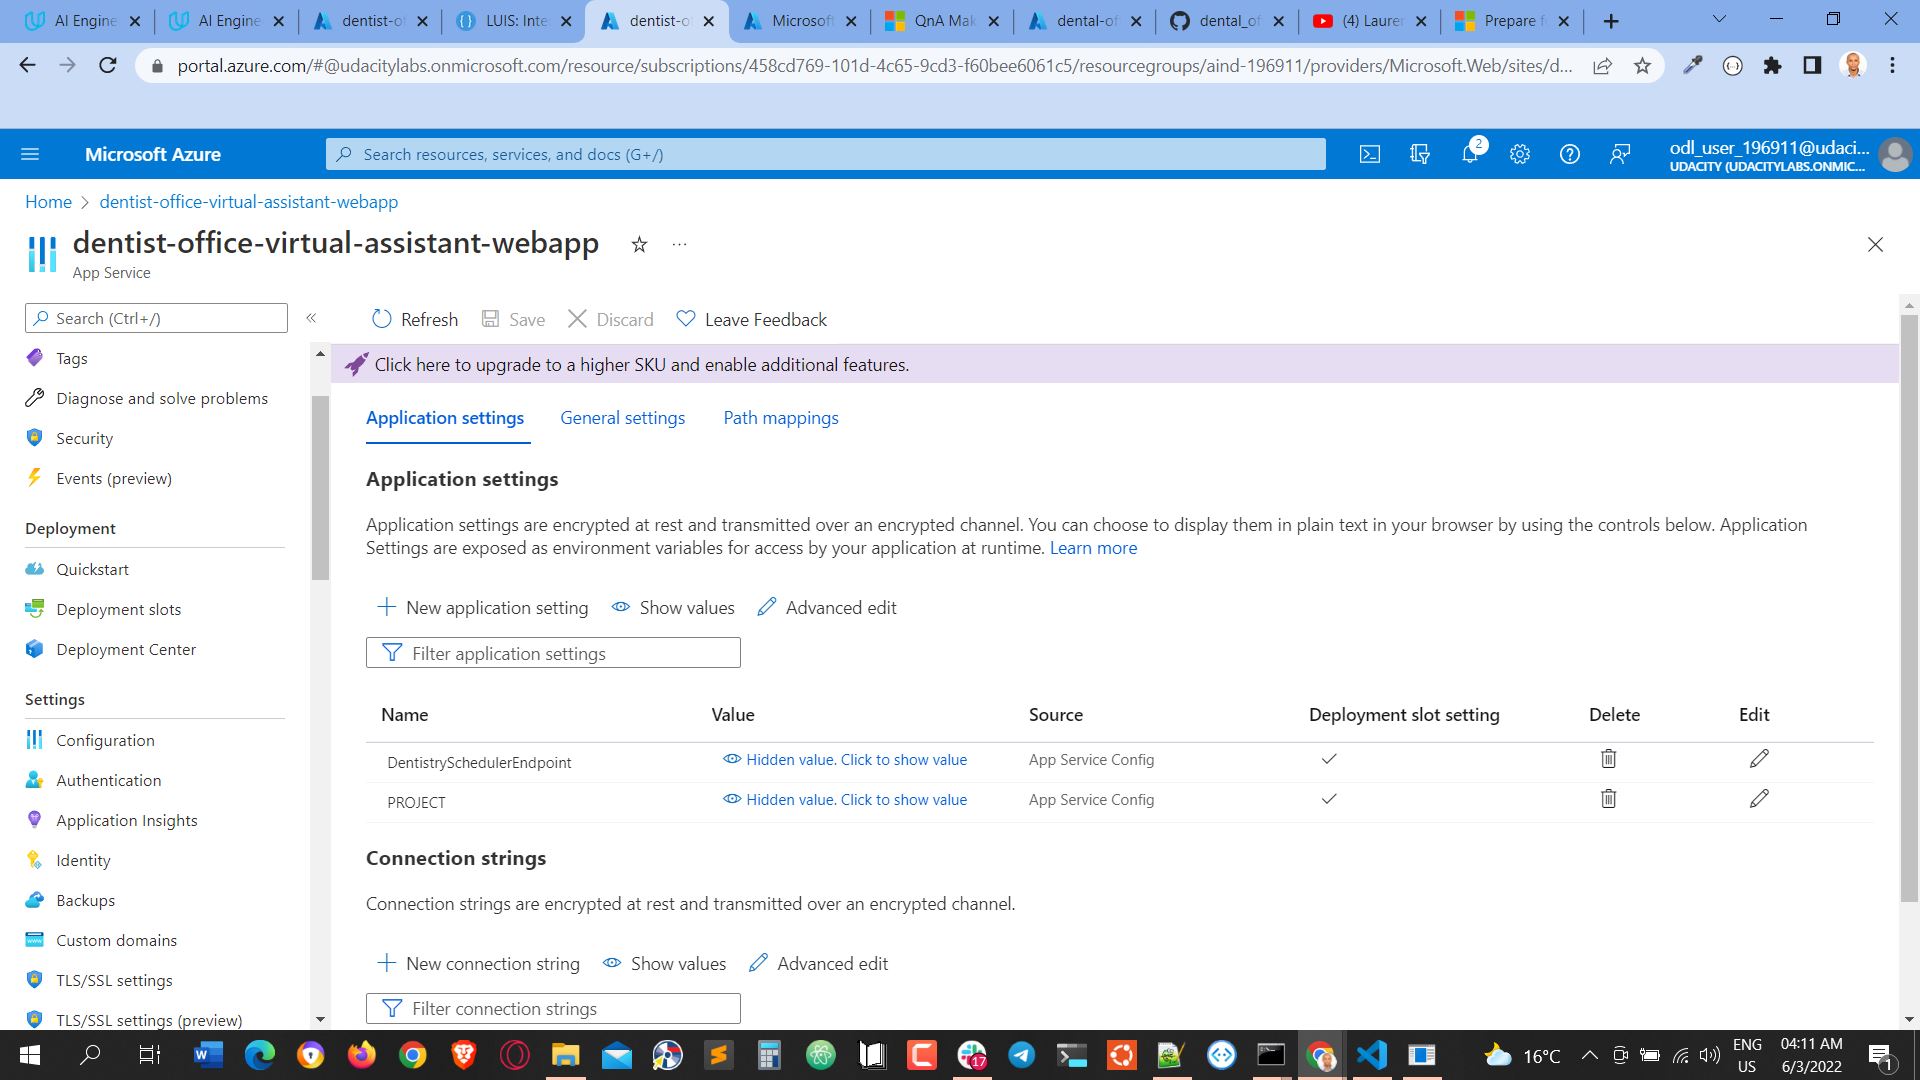 AI Engine
AI Engine
dentist-of
LUIS: Inte
dentist-of
Microsoft
QnA Mak
dental-of
dental_of
(4) Lauren
Prepare f
portal.azure.com/#@udacitylabs.onmicrosoft.com/resource/subscriptions/458cd769-101d-4c65-9cd3-f60bee6061c5/resourcegroups/aind-196911/providers/Microsoft.Web/sites/d...
Microsoft Azure
Search resources, services, and docs (G+/)
2
odl_user_196911@udaci...
UDACITY (UDACITYLABS.ONMIC...
Home > dentist-office-virtual-assistant-webapp
dentist-office-virtual-assistant-webapp
App Service
Search (Ctrl+/)
Tags
Diagnose and solve problems
Security
Events (preview)
Deployment
Quickstart
Deployment slots
Deployment Center
Settings
Configuration
Authentication
Application Insights
Identity
Backups
Custom domains
TLS/SSL settings
TLS/SSL settings (preview)
Refresh Save Discard Leave Feedback
Click here to upgrade to a higher SKU and enable additional features.
Application settings General settings Path mappings
Application settings
Application settings are encrypted at rest and transmitted over an encrypted channel. You can choose to display them in plain text in your browser by using the controls below. Application
Settings are exposed as environment variables for access by your application at runtime. Learn more
New application setting Show values Advanced edit
Filter application settings
Name Value Source Deployment slot setting Delete Edit
DentistrySchedulerEndpoint Hidden value. Click to show value App Service Config
PROJECT Hidden value. Click to show value App Service Config
Connection strings
Connection strings are encrypted at rest and transmitted over an encrypted channel.
New connection string Show values Advanced edit
Filter connection strings
17
16°C
ENG
US
04:11 AM
6/3/2022
1